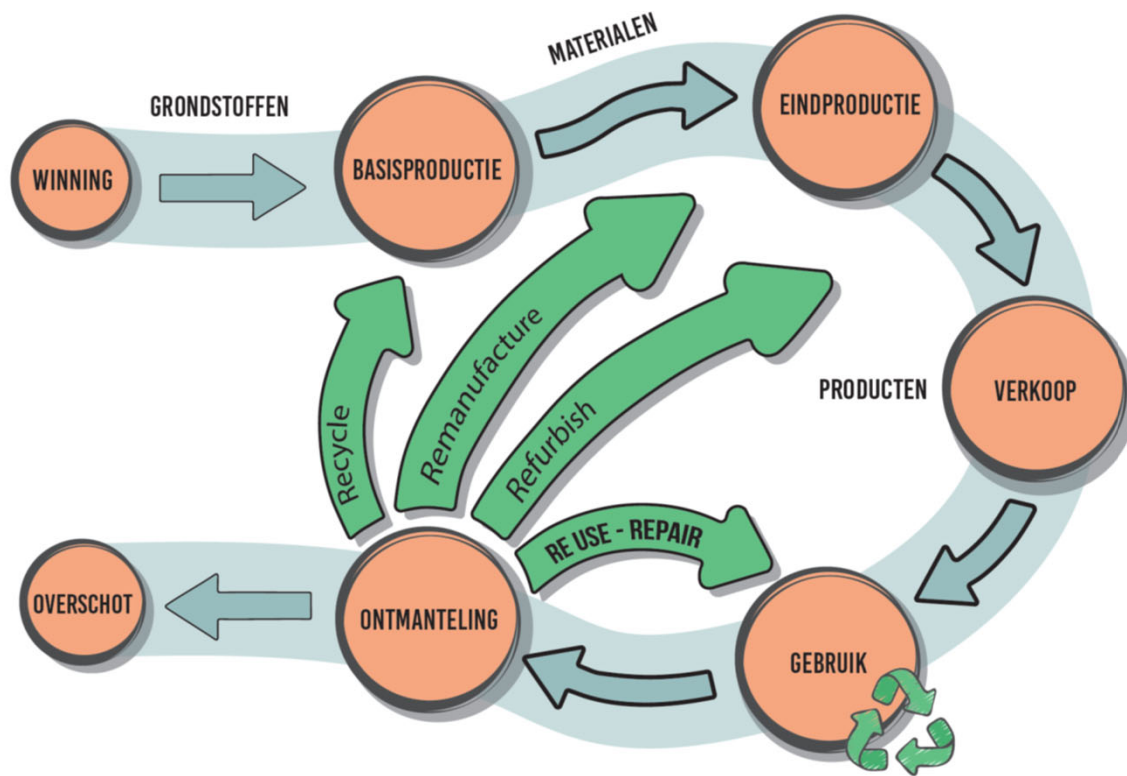 MATERIALEN
GRONDSTOFFEN
EINDPRODUCTIE
WINNING
BASISPRODUCTIE
Recycle
Remanufacture
Refurbish
PRODUCTEN
VERKOOP
RE USE - REPAIR
OVERSCHOT
ONTMANTELING
GEBRUIK